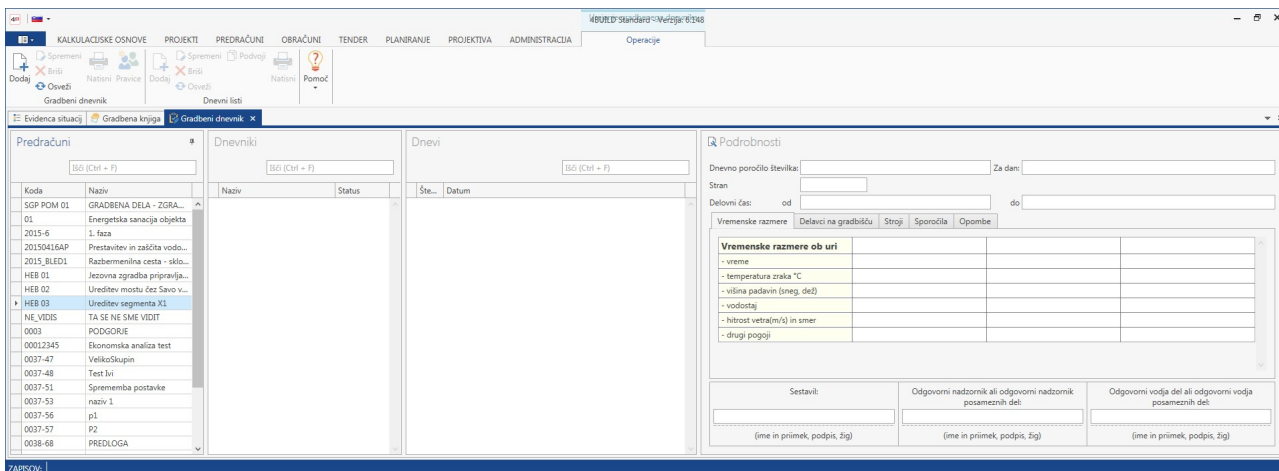 4BUILD Standard - Verzija: 6.148
KALKULACIJSKE OSNOVE PROJEKTI PREDRAČUNI OBRAČUNI TENDER PLANIRANJE PROJEKTIVA ADMINISTRACIJA Operacije
Dodaj Spremeni Briši Osveži Natisni Pravice Dodaj Spremeni Podvoji Briši Osveži Natisni Pomoč
Gradbeni dnevnik Dnevni listi
Evidenca situacij Gradbena knjiga Gradbeni dnevnik ×
Predračuni Dnevniki Dnevi Podrobnosti
Išči (Ctrl + F) Išči (Ctrl + F) Išči (Ctrl + F)
Koda Naziv Naziv Status Šte... Datum
SGP POM 01 GRADBENA DELA - ZGRA...
01 Energetska sanacija objekta
2015-6 1. faza
20150416AP Prestavitev in zaščita vodo...
2015_BLED1 Razbermenilna cesta - sklo...
HEB 01 Jezovna zgradba pripravlja...
HEB 02 Ureditev mostu čez Savo v...
HEB 03 Ureditev segmenta X1
NE_VIDIS TA SE NE SME VIDIT
0003 PODGORJE
00012345 Ekonomska analiza test
0037-47 VelikoSkupin
0037-48 Test Ivi
0037-51 Sprememba postavke
0037-53 naziv 1
0037-56 p1
0037-57 P2
0038-68 PREDLOGA
Dnevno poročilo številka: Za dan:
Stran
Delovni čas: od do
Vremenske razmere Delavci na gradbišču Stroji Sporočila Opombe
Vremenske razmere ob uri
- vreme
- temperatura zraka °C
- višina padavin (sneg, dež)
- vodostaj
- hitrost vetra(m/s) in smer
- drugi pogoji
Sestavil: Odgovorni nadzornik ali odgovorni nadzornik posameznih del: Odgovorni vodja del ali odgovorni vodja posameznih del:
(ime in priimek, podpis, žig) (ime in priimek, podpis, žig) (ime in priimek, podpis, žig)
ZAPISOV: